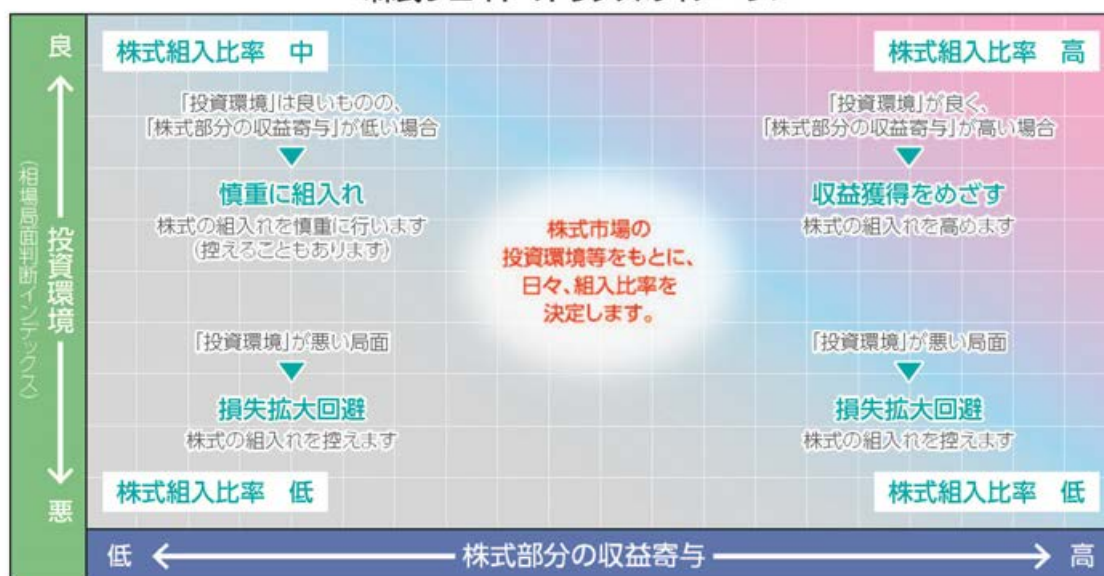 良
株式組入比率 中
株式組入比率 高
「投資環境」は良いものの、
「株式部分の収益寄与」が低い場合
▼
慎重に組入れ
株式の組入れを慎重に行います
(控えることもあります)
「投資環境」が良く、
「株式部分の収益寄与」が高い場合
▼
収益獲得をめざす
株式の組入れを高めます
株式市場の
投資環境等をもとに、
日々、組入比率を
決定します。
投資環境
(相場局面判断インデックス)
「投資環境」が悪い局面
▼
損失拡大回避
株式の組入れを控えます
「投資環境」が悪い局面
▼
損失拡大回避
株式の組入れを控えます
株式組入比率 低
株式組入比率 低
悪
低
株式部分の収益寄与
高